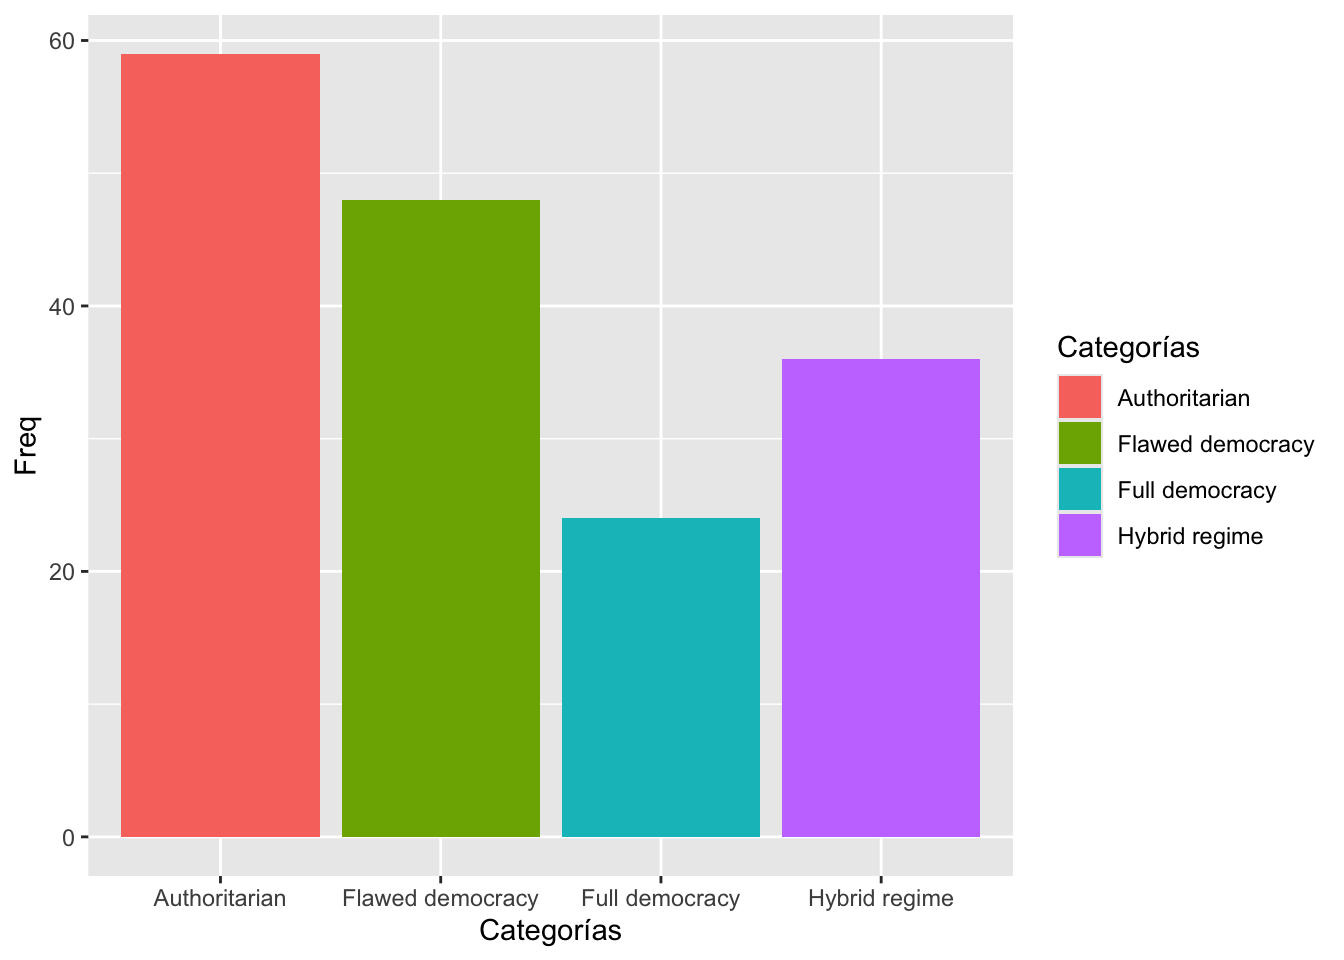 60
40
20
0
Freq
Authoritarian
Flawed democracy
Full democracy
Hybrid regime
Categorías
Categorías
Authoritarian
Flawed democracy
Full democracy
Hybrid regime